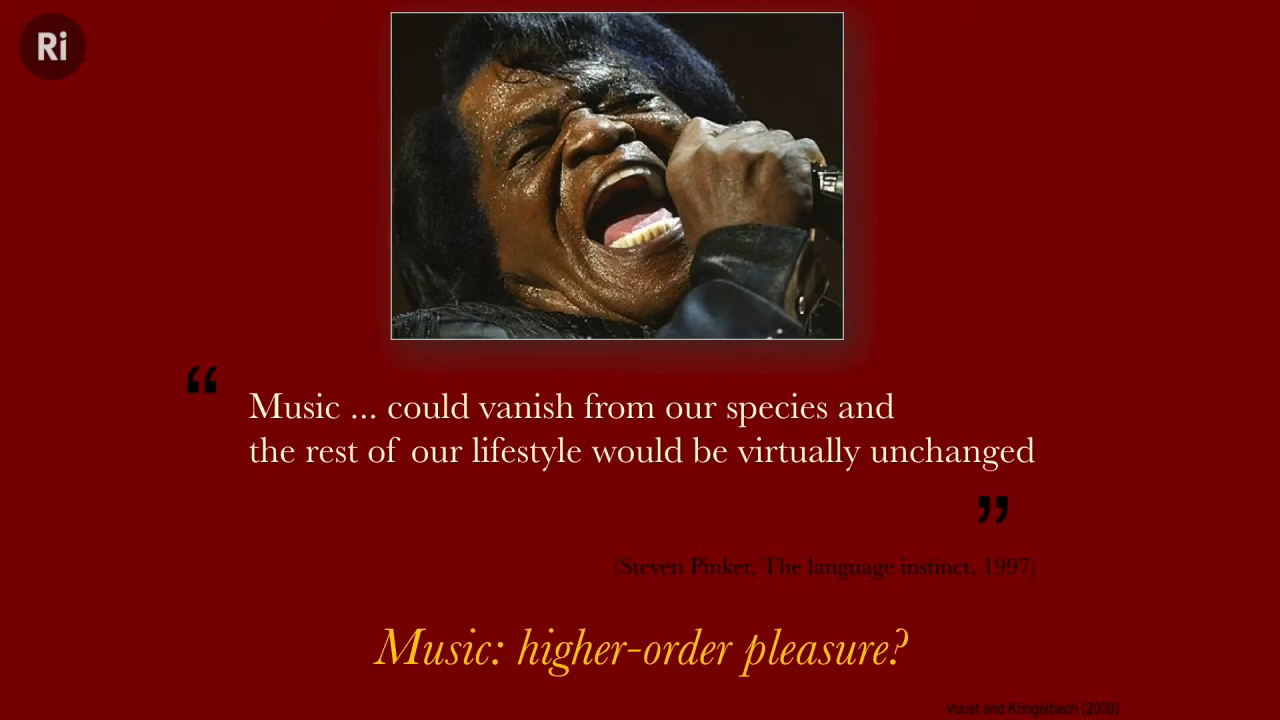 Ri
“ Music ... could vanish from our species and
the rest of our lifestyle would be virtually unchanged
”
(Steven Pinker, The language instinct, 1997)
Music: higher-order pleasure?
Vuust and Kringelbach (2009)